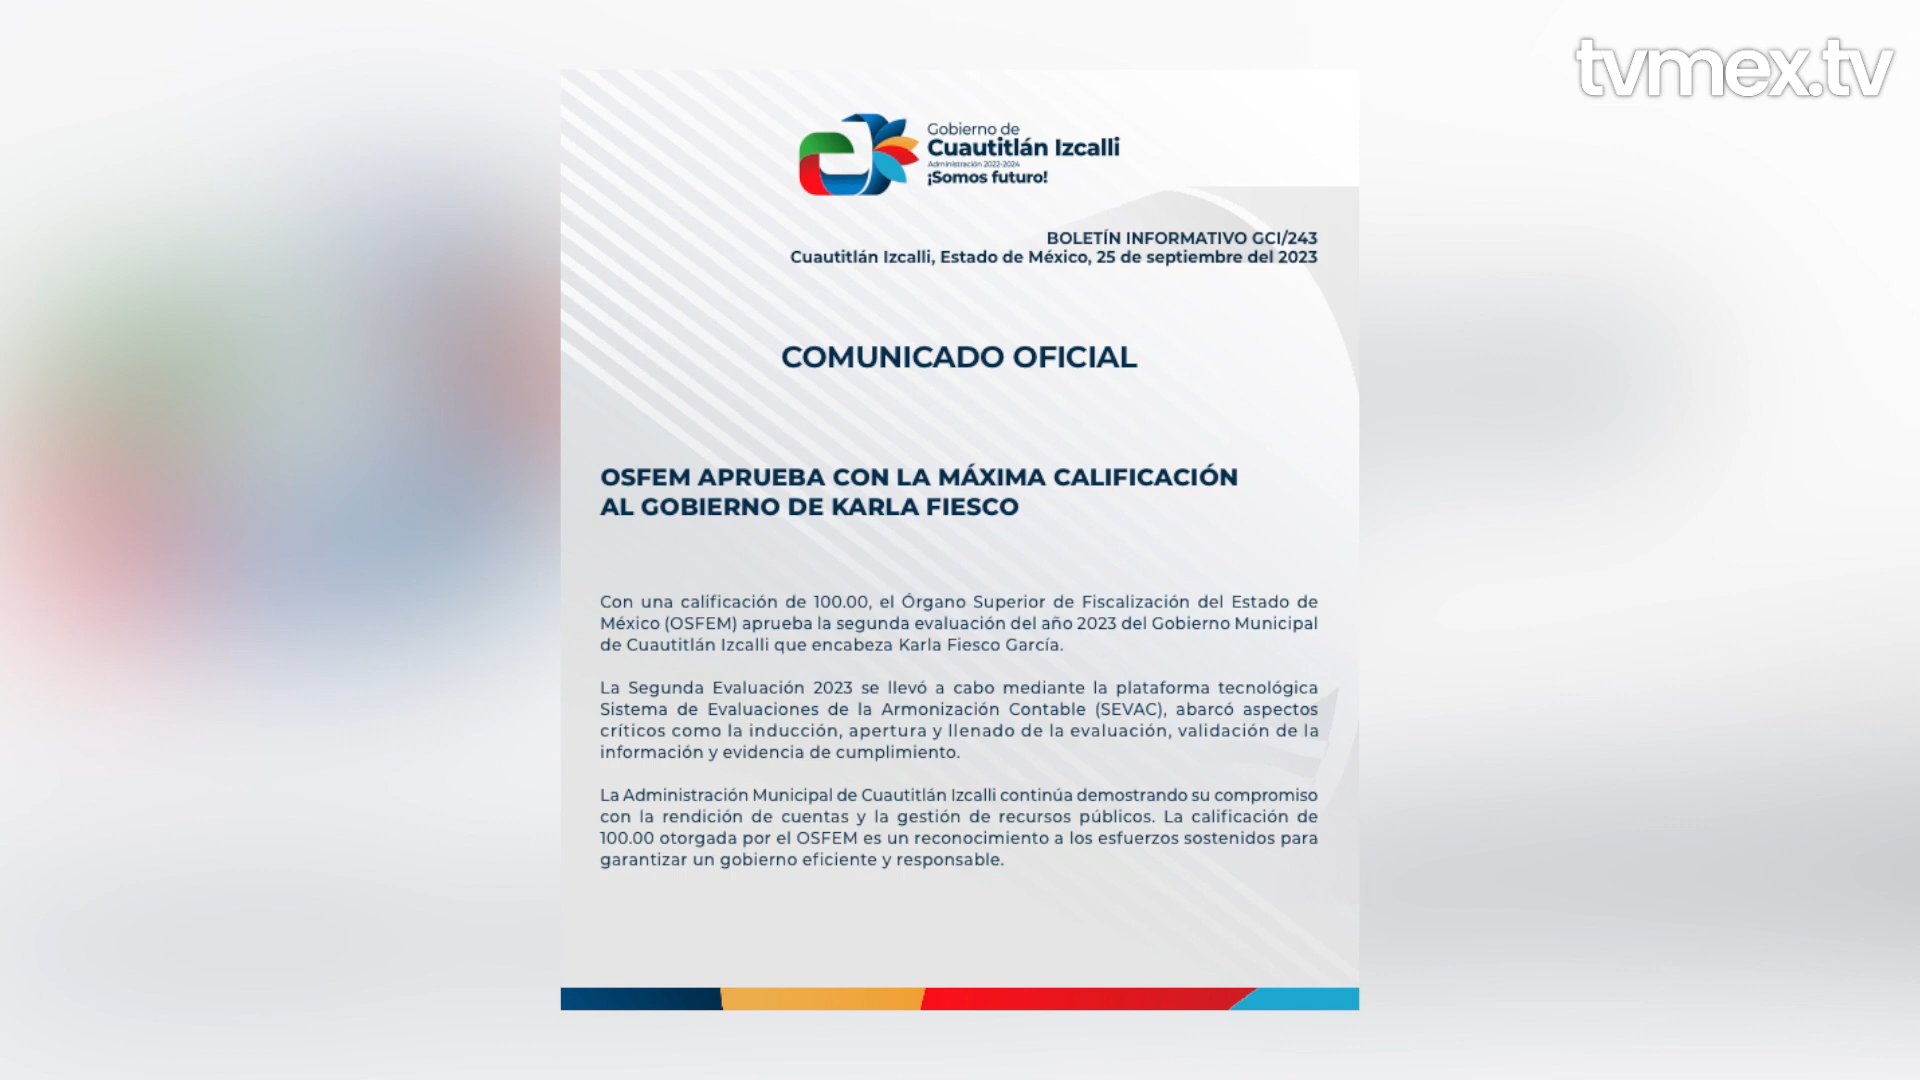 tvmex.tv
Gobierno de
Cuautitlán Izcalli
Administración 2022-2024
¡Somos futuro!
BOLETÍN INFORMATIVO GCI/243
Cuautitlán Izcalli, Estado de México, 25 de septiembre del 2023
COMUNICADO OFICIAL
OSFEM APRUEBA CON LA MÁXIMA CALIFICACIÓN
AL GOBIERNO DE KARLA FIESCO
Con una calificación de 100.00, el Órgano Superior de Fiscalización del Estado de
México (OSFEM) aprueba la segunda evaluación del año 2023 del Gobierno Municipal
de Cuautitlán Izcalli que encabeza Karla Fiesco García.
La Segunda Evaluación 2023 se llevó a cabo mediante la plataforma tecnológica
Sistema de Evaluaciones de la Armonización Contable (SEVAC), abarcó aspectos
críticos como la inducción, apertura y llenado de la evaluación, validación de la
información y evidencia de cumplimiento.
La Administración Municipal de Cuautitlán Izcalli continúa demostrando su compromiso
con la rendición de cuentas y la gestión de recursos públicos. La calificación de
100.00 otorgada por el OSFEM es un reconocimiento a los esfuerzos sostenidos para
garantizar un gobierno eficiente y responsable.